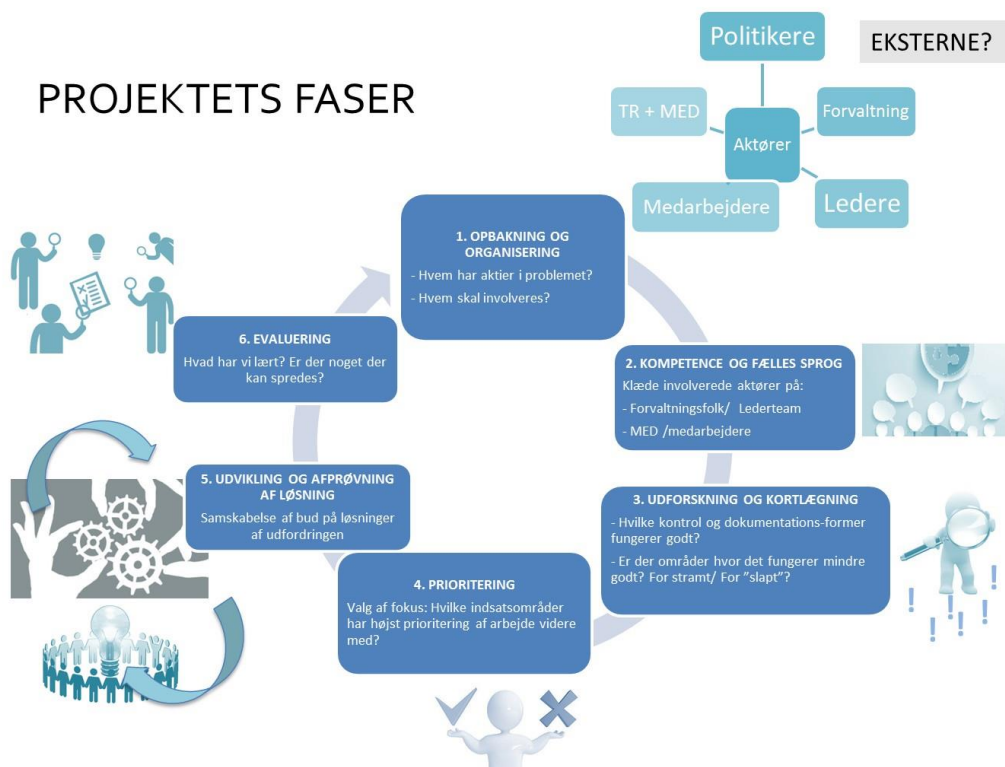 PROJEKTETS FASER
EKSTERNE?
Politikere
TR + MED
Forvaltning
Aktører
Medarbejdere
Ledere
1. OPBAKNING OG
ORGANISERING
- Hvem har aktier i problemet?
- Hvem skal involveres?
2. KOMPETENCE OG FÆLLES SPROG
Klæde involverede aktører på:
- Forvaltningsfolk/ Lederteam
- MED /medarbejdere
3. UDFORSKNING OG KORTLÆGNING
- Hvilke kontrol og dokumentations-former
fungerer godt?
- Er der områder hvor det fungerer mindre
godt? For stramt/ For ”slapt”?
4. PRIORITERING
Valg af fokus: Hvilke indsatsområder
har højst prioritering af arbejde videre
med?
5. UDVIKLING OG AFPRØVNING
AF LØSNING
Samskabelse af bud på løsninger
af udfordringen
6. EVALUERING
Hvad har vi lært? Er der noget der
kan spredes?